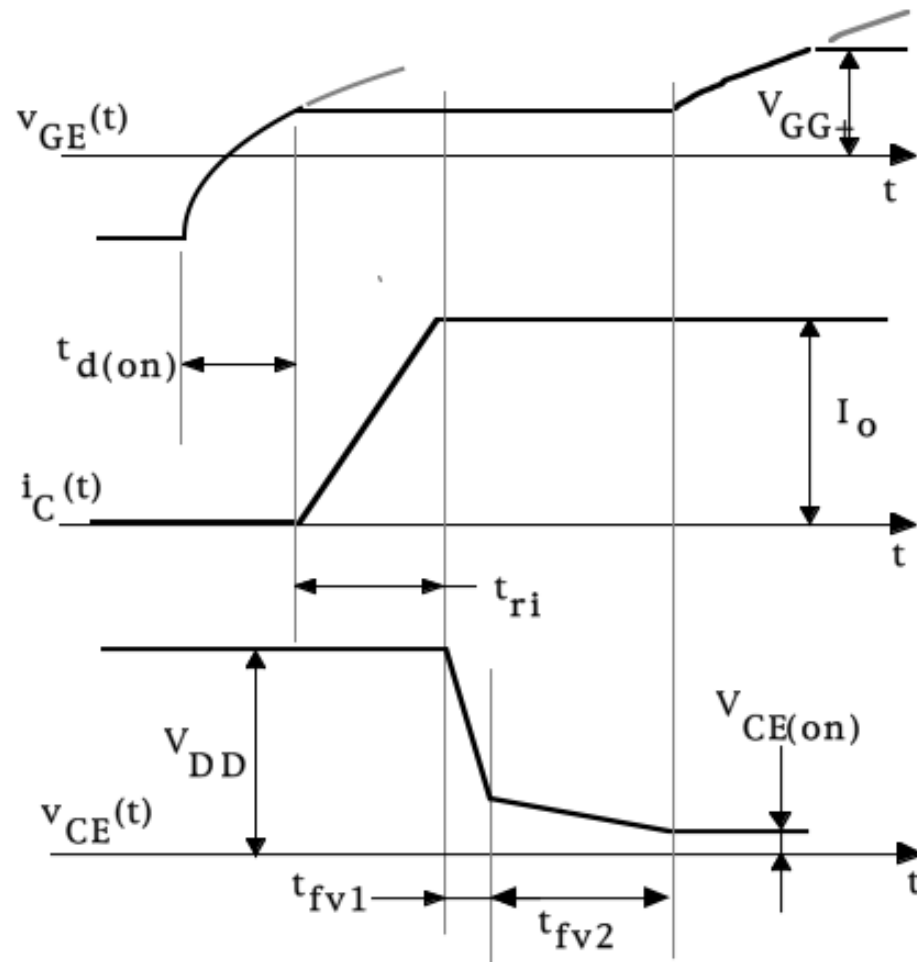 v_GE(t)
V_GG+
t
t_d(on)
I_o
i_C(t)
t
t_ri
V_DD
V_CE(on)
v_CE(t)
t
t_fv1
t_fv2